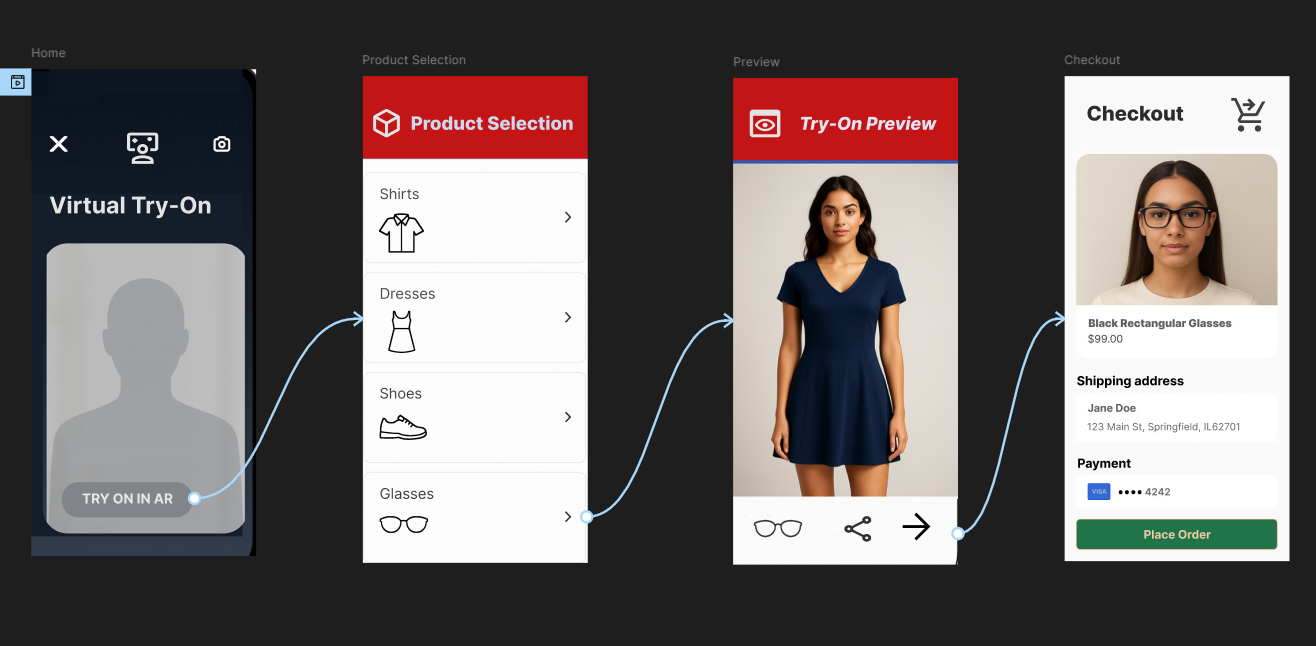 Home
Virtual Try-On
TRY ON IN AR
Product Selection
Product Selection
Shirts
Dresses
Shoes
Glasses
Preview
Try-On Preview
Checkout
Checkout
Black Rectangular Glasses
$99.00
Shipping address
Jane Doe
123 Main St, Springfield, IL62701
Payment
VISA •••• 4242
Place Order